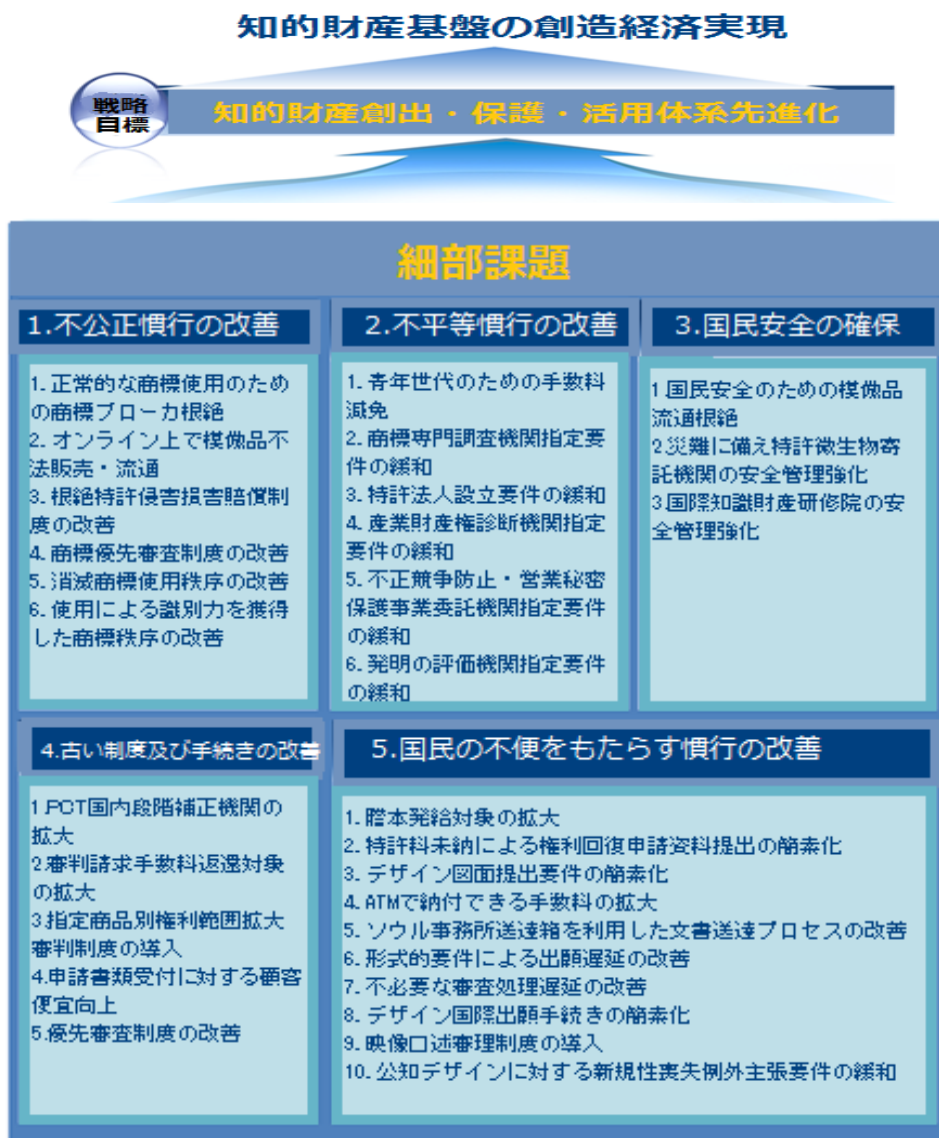 知的財産基盤の創造経済実現
戦略
目標
知的財産創出・保護・活用体系先進化
細部課題
1.不公正慣行の改善
1. 正常的な商標使用のため
の商標ブローカ根絶
2. オンライン上で模倣品不
法販売・流通
3. 根絶特許侵害損害賠償制
度の改善
4. 商標優先審査制度の改善
5. 消滅商標使用秩序の改善
6. 使用による識別力を獲得
した商標秩序の改善
2.不平等慣行の改善
1. 青年世代のための手数料
減免
2. 商標専門調査機関指定要
件の緩和
3. 特許法人設立要件の緩和
4. 産業財産権診断機関指定
要件の緩和
5. 不正競争防止・営業秘密
保護事業委託機関指定要件
の緩和
6. 発明の評価機関指定要件
の緩和
3.国民安全の確保
1.国民安全のための模倣品
流通根絶
2.災難に備え特許微生物寄
託機関の安全管理強化
3.国際知識財産研修院の安
全管理強化
4.古い制度及び手続きの改善
1.PCT国内段階補正機関の
拡大
2.審判請求手数料返還対象
の拡大
3.指定商品別権利範囲拡大
審判制度の導入
4.申請書類受付に対する顧客
便宜向上
5.優先審査制度の改善
5.国民の不便をもたらす慣行の改善
1. 謄本発給対象の拡大
2. 特許料未納による権利回復申請資料提出の簡素化
3. デザイン図面提出要件の簡素化
4. ATMで納付できる手数料の拡大
5. ソウル事務所送達箱を利用した文書送達プロセスの改善
6. 形式的要件による出願遅延の改善
7. 不必要な審査処理遅延の改善
8. デザイン国際出願手続きの簡素化
9. 映像口述審理制度の導入
10. 公知デザインに対する新規性喪失例外主張要件の緩和